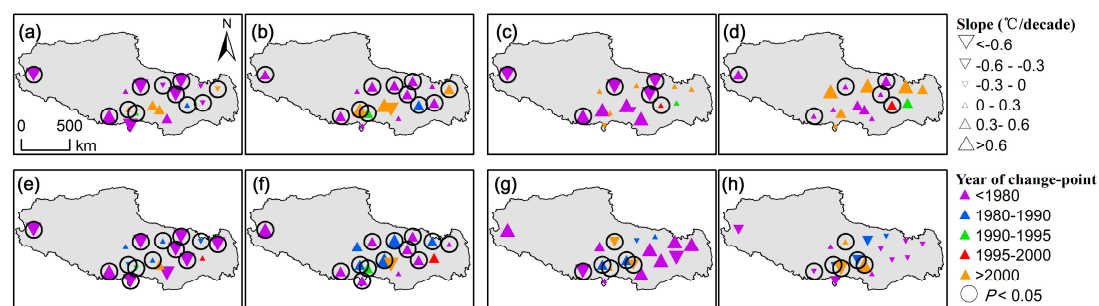 (a)
N
0 500
km
(b)
(c)
(d)
(e)
(f)
(g)
(h)
Slope (℃/decade)
<-0.6
-0.6 - -0.3
-0.3 - 0
0 - 0.3
0.3- 0.6
>0.6
Year of change-point
<1980
1980-1990
1990-1995
1995-2000
>2000
P< 0.05